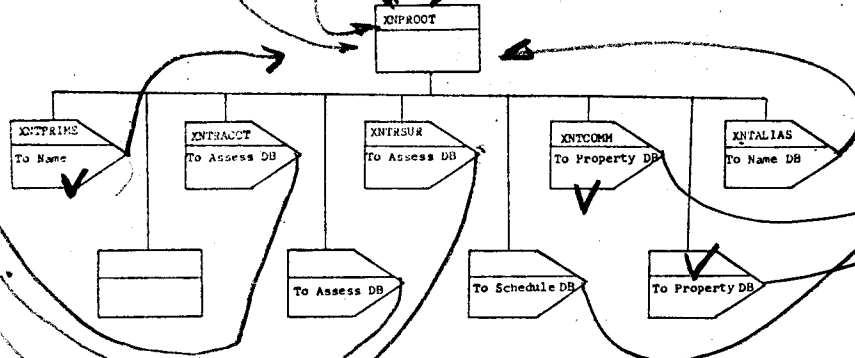 XNPROOT
XNTPRIME
To Name
XNTRACCT
To Assess DB
XNTRSUR
To Assess DB
XNTCOMM
To Property DB
XNTALIAS
To Name DB
To Assess DB
To Schedule DB
To Property DB